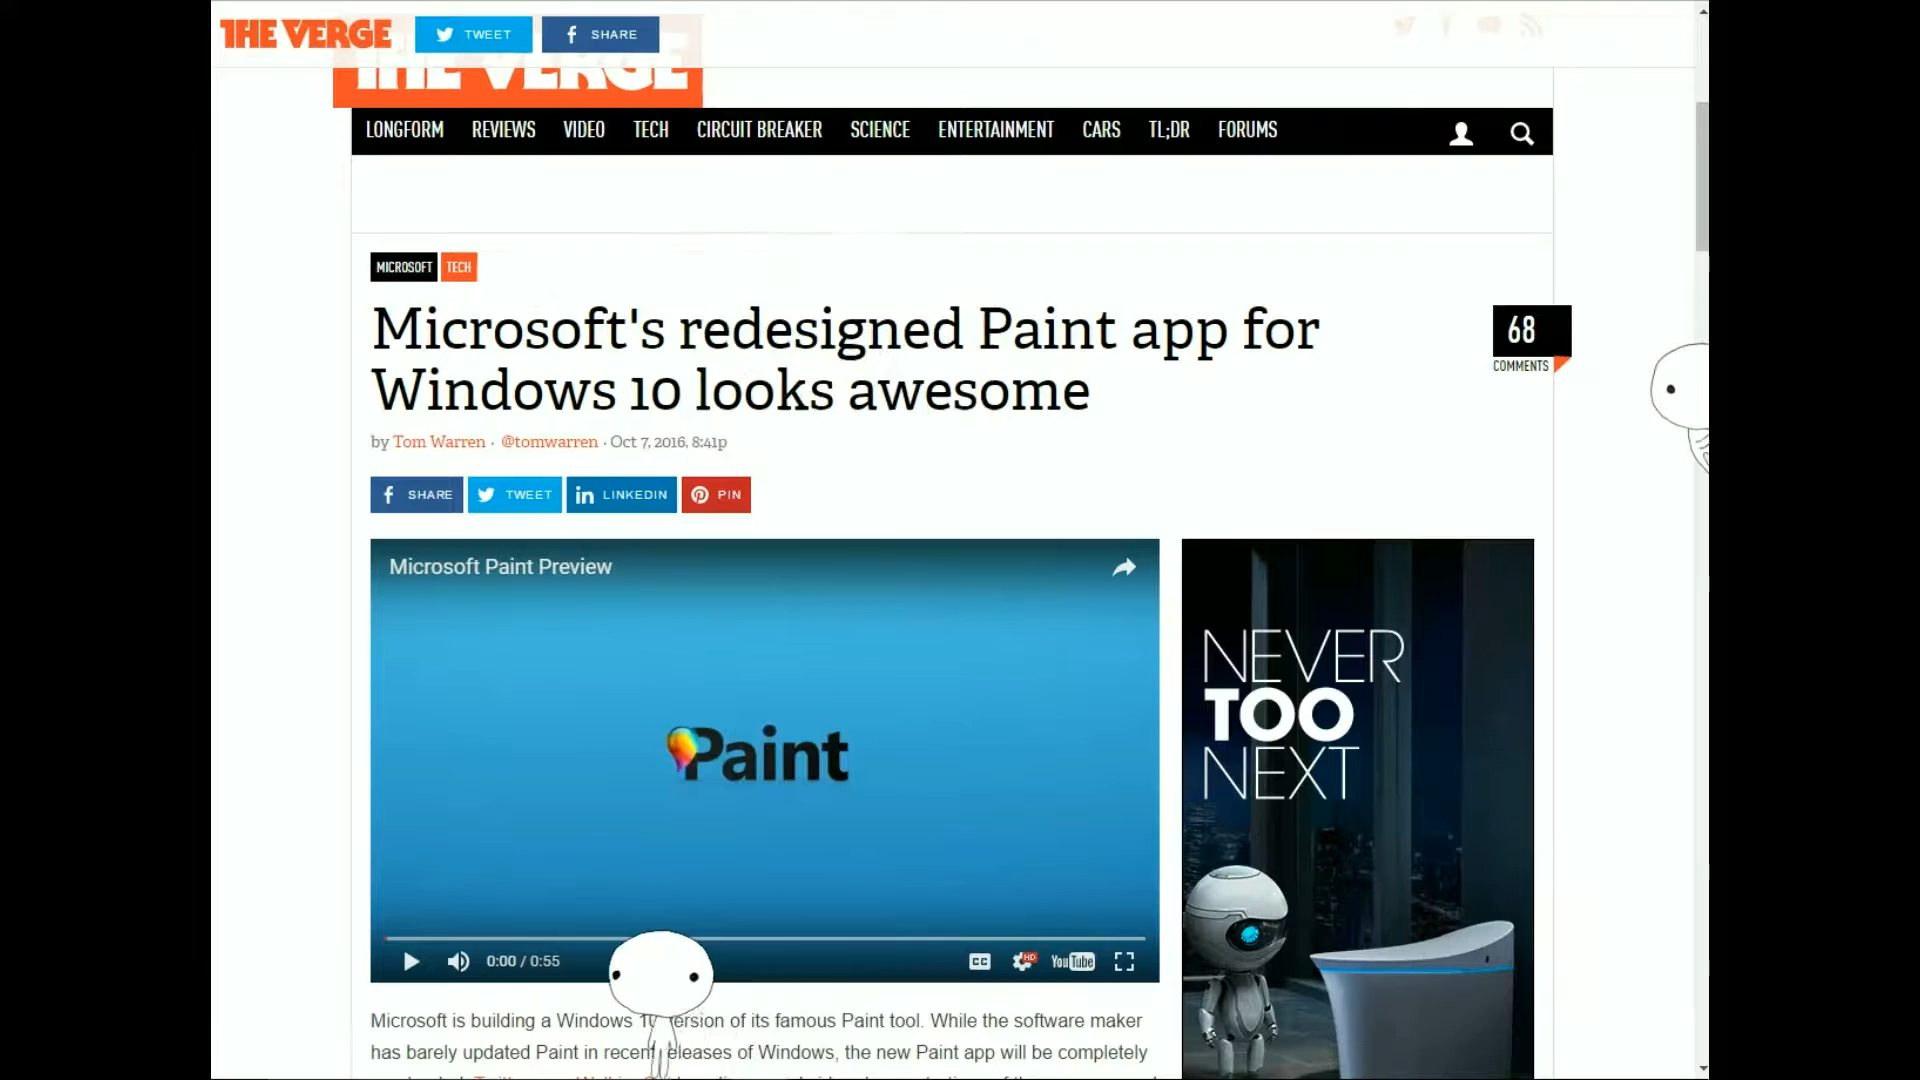 THE VERGE
TWEET
SHARE
THE VERGE
LONGFORM REVIEWS VIDEO TECH CIRCUIT BREAKER SCIENCE ENTERTAINMENT CARS TL;DR FORUMS
MICROSOFT TECH
Microsoft's redesigned Paint app for
Windows 10 looks awesome
68
COMMENTS
by Tom Warren · @tomwarren · Oct 7, 2016, 8:41p
SHARE TWEET LINKEDIN PIN
Microsoft Paint Preview
Paint
0:00 / 0:55
CC HD YouTube
NEVER
TOO
NEXT
Microsoft is building a Windows 10 version of its famous Paint tool. While the software maker
has barely updated Paint in recent releases of Windows, the new Paint app will be completely